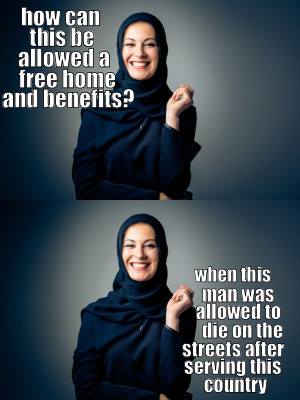 how can
this be
allowed a
free home
and benefits?
when this
man was
allowed to
die on the
streets after
serving this
country